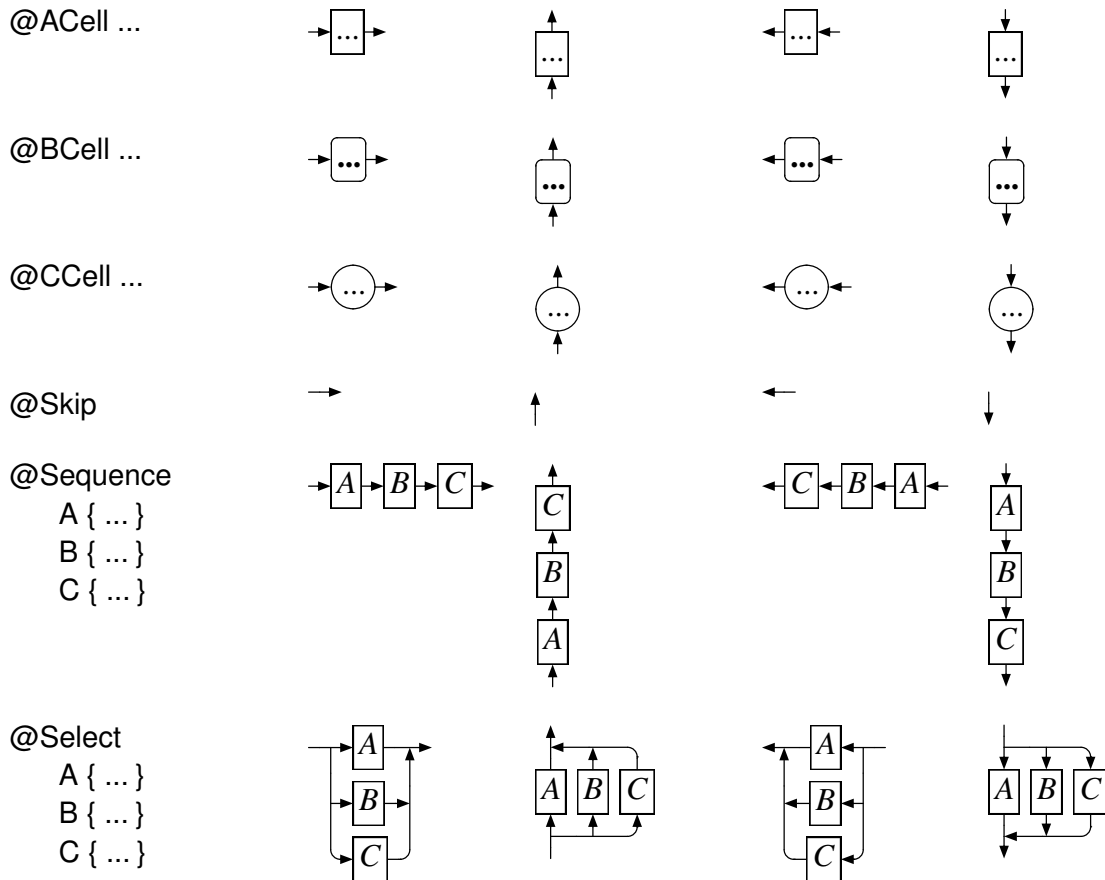 @ACell ... ... ... ... ...
@BCell ... ... ... ... ...
@CCell ... ... ... ... ...
@Skip
@Sequence A B C C C B A A
A { ... }
B { ... } B B
C { ... }
A C
@Select A A
A { ... } A B C A B C
B { ... } B B
C { ... } C C